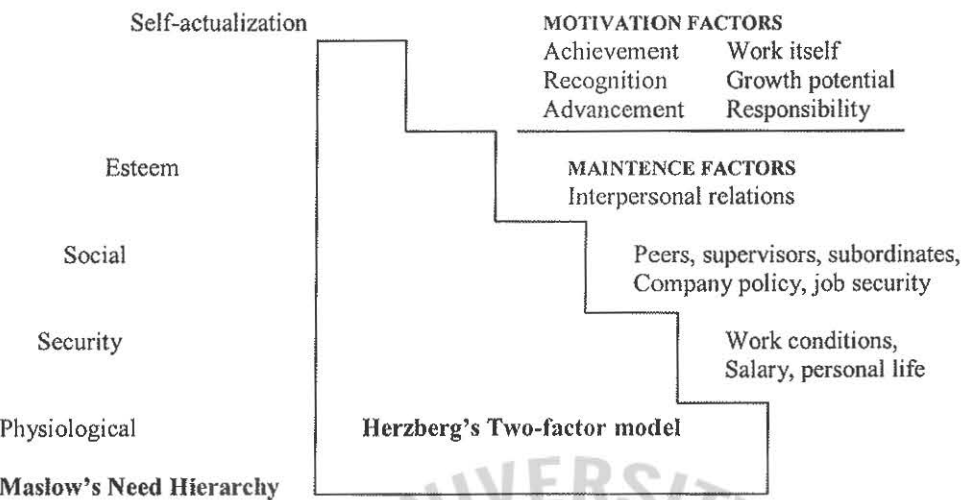 Self-actualization
MOTIVATION FACTORS
Achievement Work itself
Recognition Growth potential
Advancement Responsibility
Esteem
MAINTENCE FACTORS
Interpersonal relations
Social
Peers, supervisors, subordinates,
Company policy, job security
Security
Work conditions,
Salary, personal life
Physiological
Herzberg's Two-factor model
Maslow's Need Hierarchy